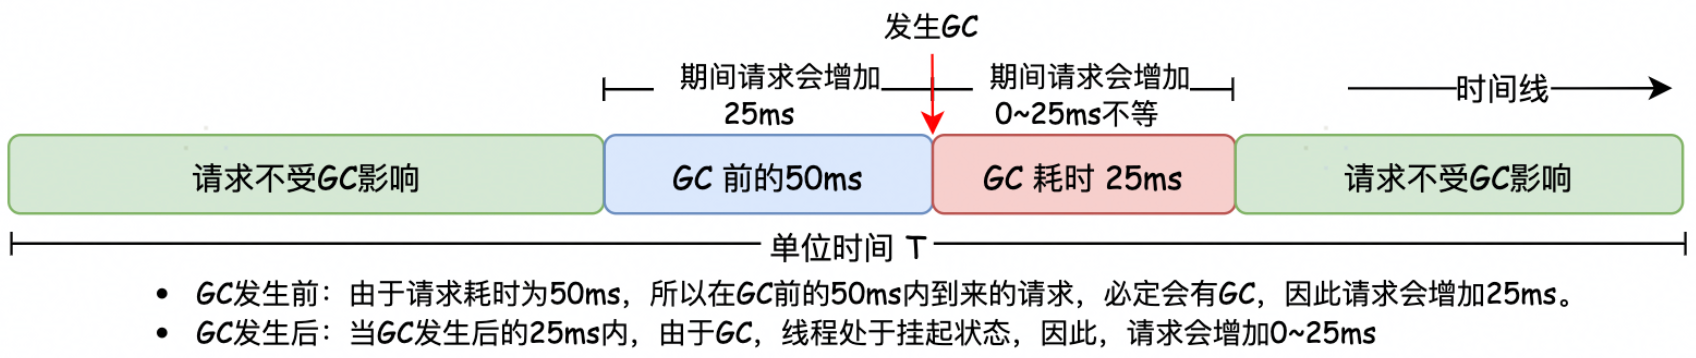 发生GC
期间请求会增加
25ms
期间请求会增加
0~25ms不等
时间线
请求不受GC影响
GC 前的50ms
GC 耗时 25ms
请求不受GC影响
单位时间 T
• GC发生前：由于请求耗时为50ms，所以在GC前的50ms内到来的请求，必定会有GC，因此请求会增加25ms。
• GC发生后：当GC发生后的25ms内，由于GC，线程处于挂起状态，因此，请求会增加0~25ms